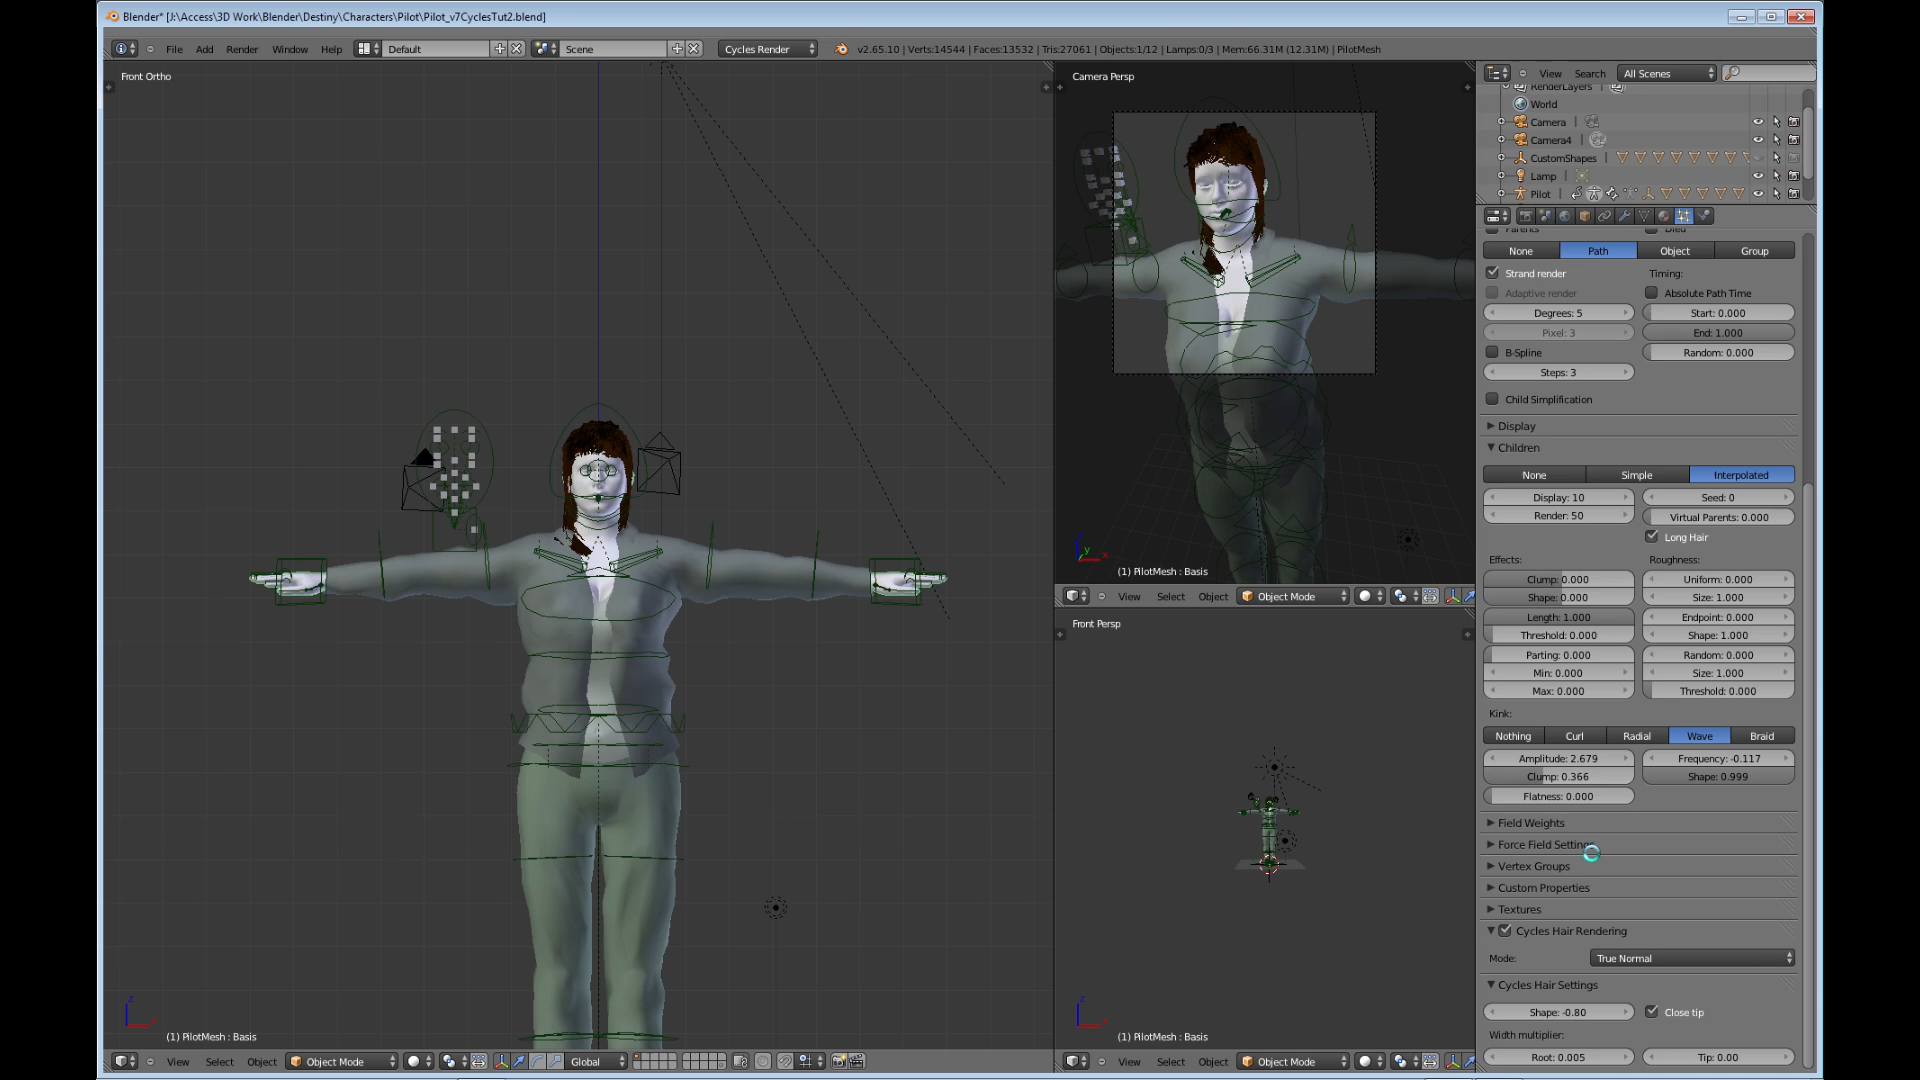 Blender* [J:\Access\3D Work\Blender\Destiny\Characters\Pilot\Pilot_v7CyclesTut2.blend]
File Add Render Window Help Default Scene Cycles Render v2.65.10 | Verts:14544 | Faces:13532 | Tris:27061 | Objects:1/12 | Lamps:0/3 | Mem:66.31M (12.31M) | PilotMesh
Front Ortho
(1) PilotMesh : Basis
View Select Object Object Mode Global
Camera Persp
(1) PilotMesh : Basis
View Select Object Object Mode
Front Persp
(1) PilotMesh : Basis
View Select Object Object Mode
View Search All Scenes
RenderLayers
World
Camera
Camera4
CustomShapes
Lamp
Pilot
Parents Died
None Path Object Group
Strand render Timing:
Adaptive render Absolute Path Time
Degrees: 5 Start: 0.000
Pixel: 3 End: 1.000
B-Spline Random: 0.000
Steps: 3
Child Simplification
Display
Children
None Simple Interpolated
Display: 10 Seed: 0
Render: 50 Virtual Parents: 0.000
Long Hair
Effects: Roughness:
Clump: 0.000 Uniform: 0.000
Shape: 0.000 Size: 1.000
Length: 1.000 Endpoint: 0.000
Threshold: 0.000 Shape: 1.000
Parting: 0.000 Random: 0.000
Min: 0.000 Size: 1.000
Max: 0.000 Threshold: 0.000
Kink:
Nothing Curl Radial Wave Braid
Amplitude: 2.679 Frequency: -0.117
Clump: 0.366 Shape: 0.999
Flatness: 0.000
Field Weights
Force Field Settings
Vertex Groups
Custom Properties
Textures
Cycles Hair Rendering
Mode: True Normal
Cycles Hair Settings
Shape: -0.80 Close tip
Width multiplier:
Root: 0.005 Tip: 0.00